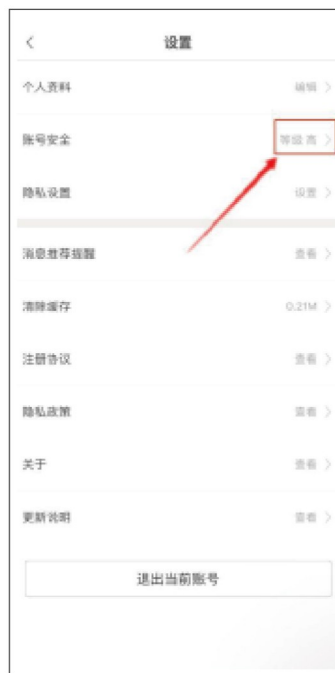 设置
个人资料 编辑
账号安全 等级高
隐私设置 设置
消息推荐提醒 查看
清除缓存 0.21M
注册协议 查看
隐私政策 查看
关于 查看
更新说明 查看
退出当前账号